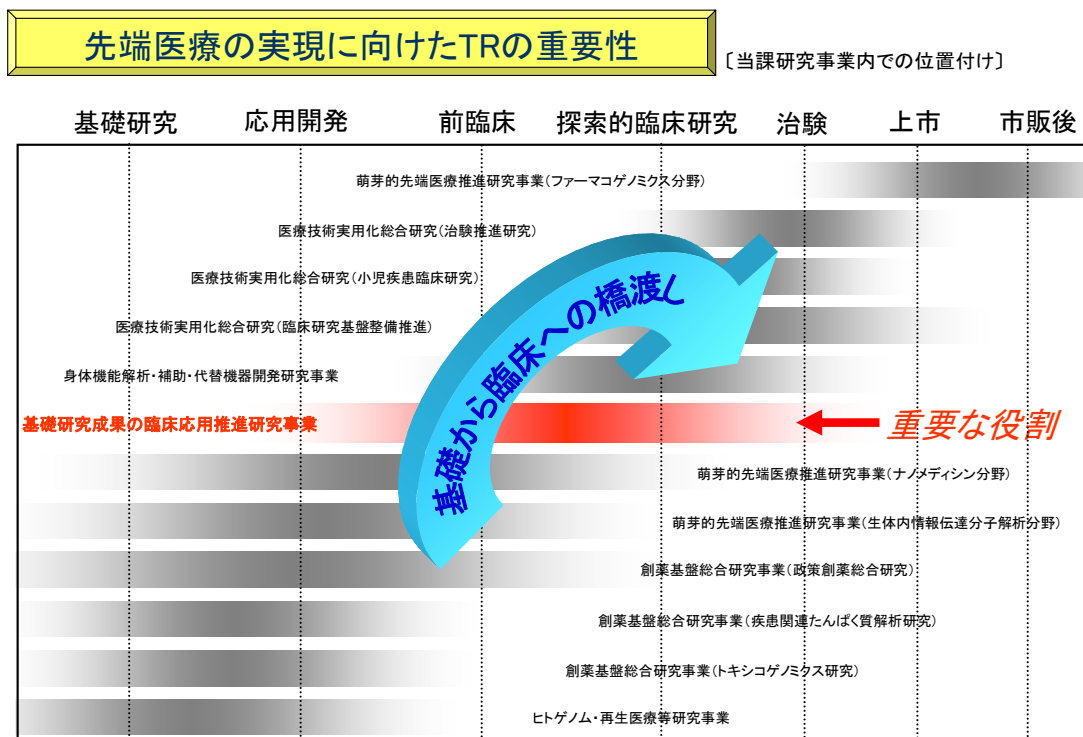 先端医療の実現に向けたTRの重要性
〔当課研究事業内での位置付け〕
基礎研究 応用開発 前臨床 探索的臨床研究 治験 上市 市販後
萌芽的先端医療推進研究事業(ファーマコゲノミクス分野)
医療技術実用化総合研究(治験推進研究)
医療技術実用化総合研究(小児疾患臨床研究)
医療技術実用化総合研究(臨床研究基盤整備推進)
身体機能解析・補助・代替機器開発研究事業
基礎研究成果の臨床応用推進研究事業
重要な役割
基礎から臨床への橋渡し
萌芽的先端医療推進研究事業(ナノメディシン分野)
萌芽的先端医療推進研究事業(生体内情報伝達分子解析分野)
創薬基盤総合研究事業(政策創薬総合研究)
創薬基盤総合研究事業(疾患関連たんぱく質解析研究)
創薬基盤総合研究事業(トキシコゲノミクス研究)
ヒトゲノム・再生医療等研究事業